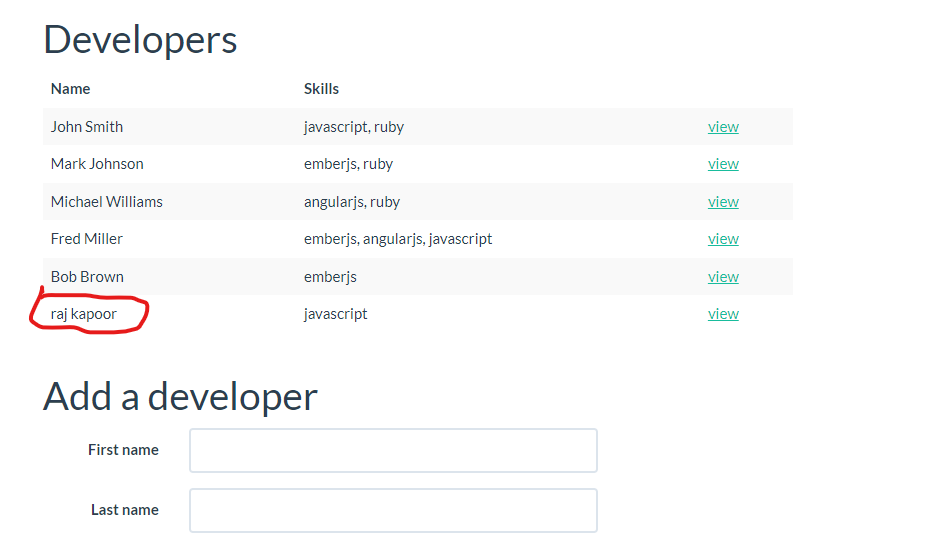 Developers
Name Skills
John Smith javascript, ruby view
Mark Johnson emberjs, ruby view
Michael Williams angularjs, ruby view
Fred Miller emberjs, angularjs, javascript view
Bob Brown emberjs view
raj kapoor javascript view
Add a developer
First name
Last name